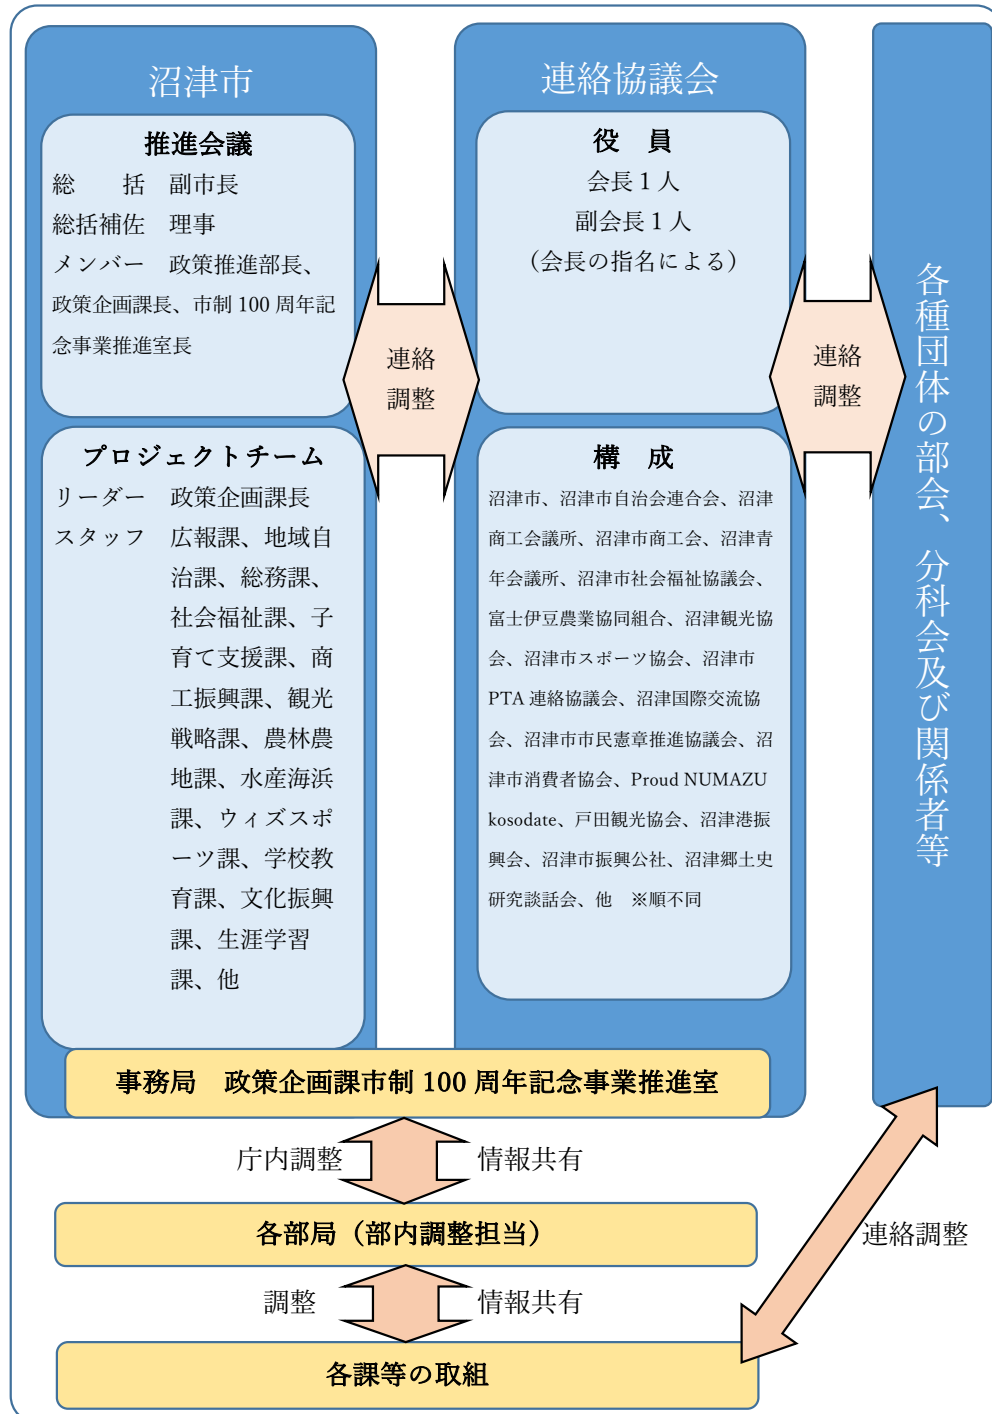 沼津市
推進会議
総　　括　副市長
総括補佐　理事
メンバー　政策推進部長、
政策企画課長、市制 100 周年記
念事業推進室長
プロジェクトチーム
リーダー　政策企画課長
スタッフ　広報課、地域自
治課、総務課、
社会福祉課、子
育て支援課、商
工振興課、観光
戦略課、農林農
地課、水産海浜
課、ウィズスポ
ーツ課、学校教
育課、文化振興
課、生涯学習
課、他
連絡
調整
連絡協議会
役　員
会長 1 人
副会長 1 人
（会長の指名による）
構　成
沼津市、沼津市自治会連合会、沼津
商工会議所、沼津市商工会、沼津青
年会議所、沼津市社会福祉協議会、
富士伊豆農業協同組合、沼津観光協
会、沼津市スポーツ協会、沼津市
PTA 連絡協議会、沼津国際交流協
会、沼津市市民憲章推進協議会、沼
津市消費者協会、Proud NUMAZU
kosodate、戸田観光協会、沼津港振
興会、沼津市振興公社、沼津郷土史
研究談話会、他　※順不同
連絡
調整
各種団体の部会、分科会及び関係者等
事務局　政策企画課市制 100 周年記念事業推進室
庁内調整
情報共有
各部局（部内調整担当）
連絡調整
調整
情報共有
各課等の取組